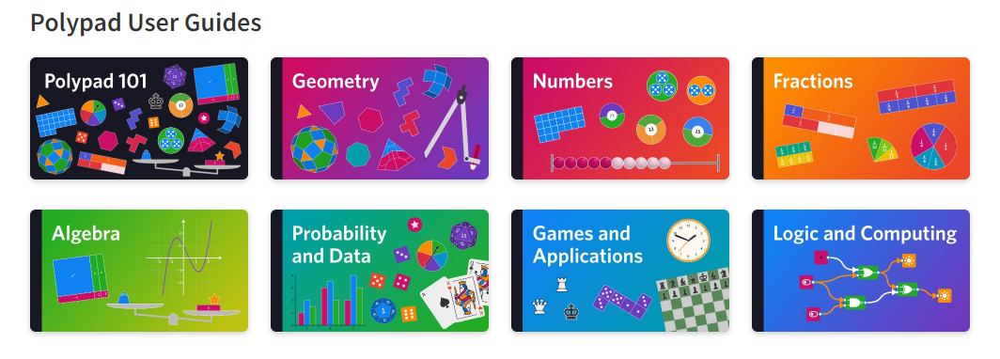 Polypad User Guides
Polypad 101
Geometry
Numbers
Fractions
Algebra
Probability
and Data
Games and
Applications
Logic and Computing